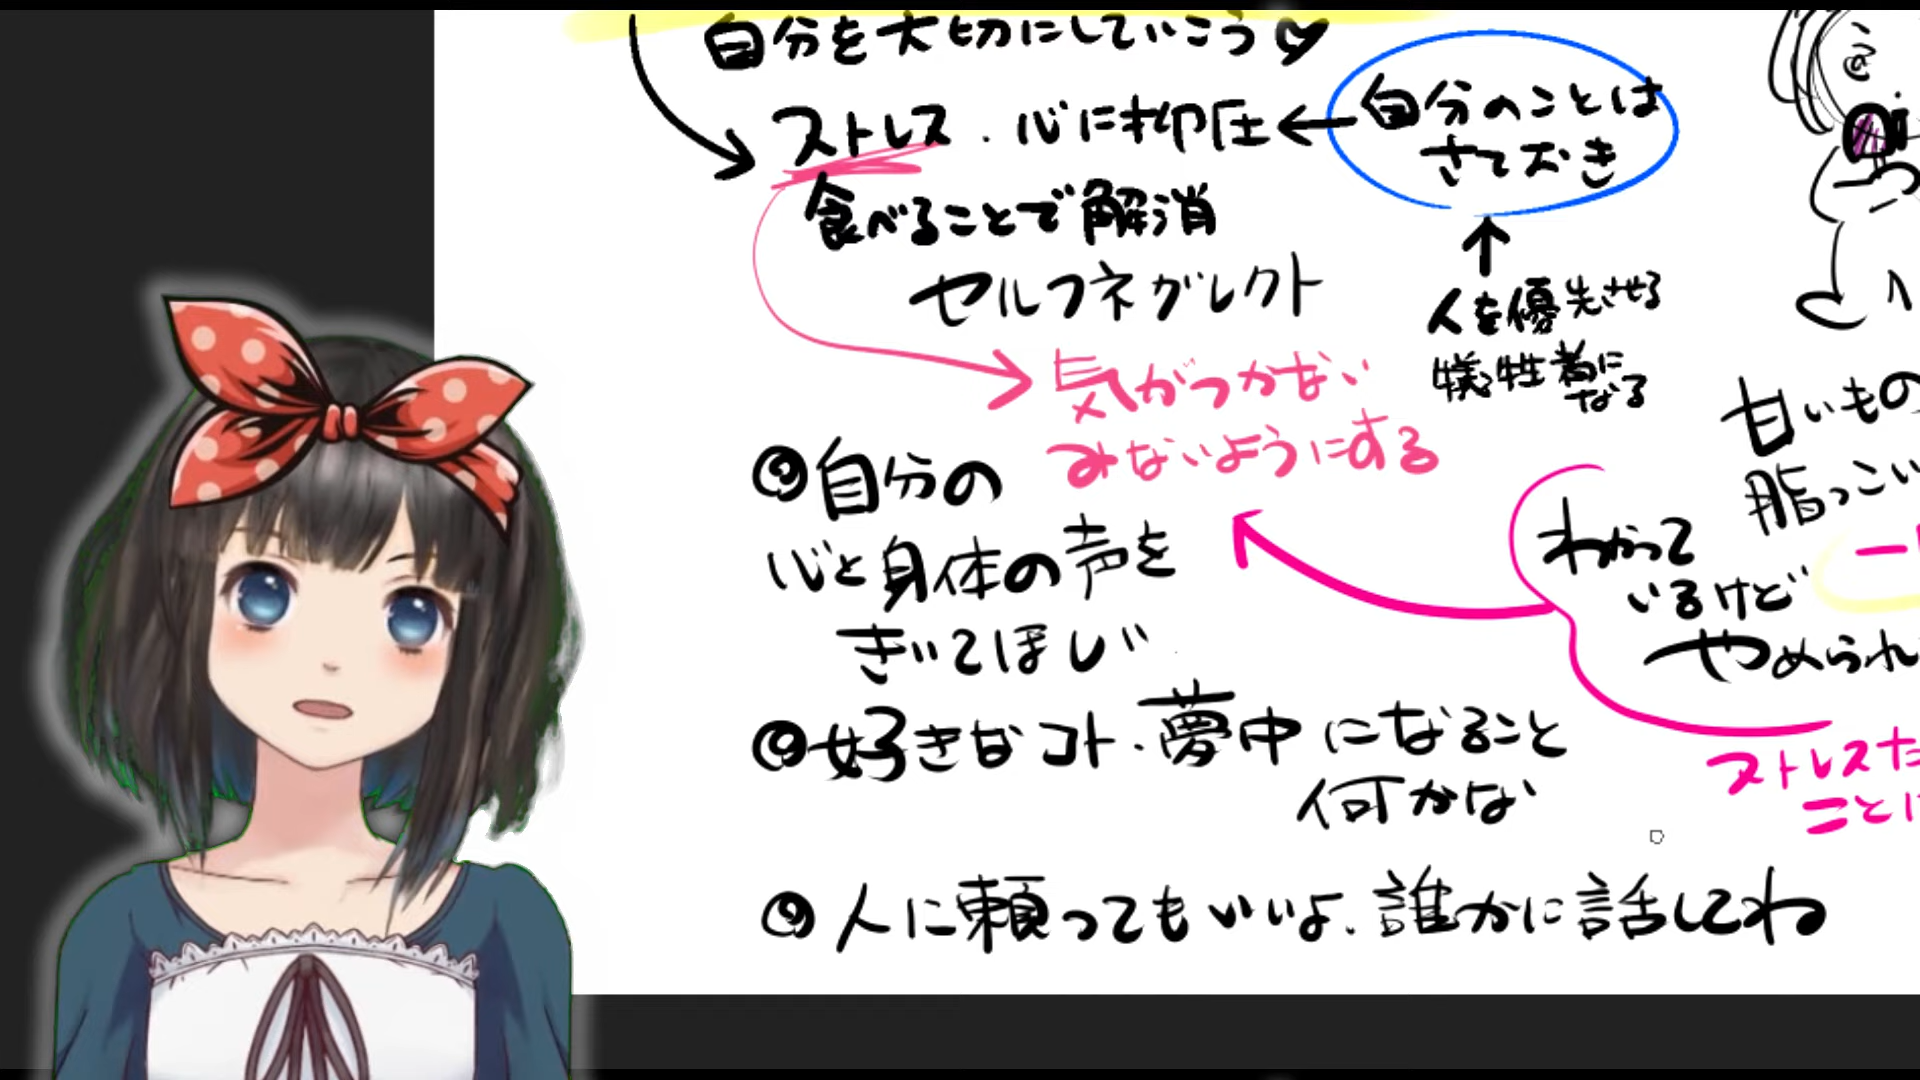 自分を大切にしていこう♡
ストレス.心に抑圧
←自分のことは
さておき
食べることで解消
セルフネグレクト
↑
人を優先させる
犠牲者に
なる
気がつかない
みないようにする
甘いもの
脂っこい
わかって
いるけど
やめられ
ストレスた
ことに
自分の
心と身体の声を
きいてほしい
好きなコト.夢中になること
何かな
人に頼ってもいいよ.誰かに話してね